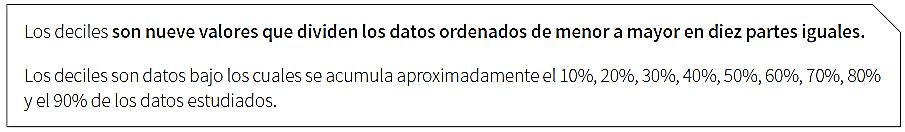 Los deciles son nueve valores que dividen los datos ordenados de menor a mayor en diez partes iguales.
Los deciles son datos bajo los cuales se acumula aproximadamente el 10%, 20%, 30%, 40%, 50%, 60%, 70%, 80%
y el 90% de los datos estudiados.